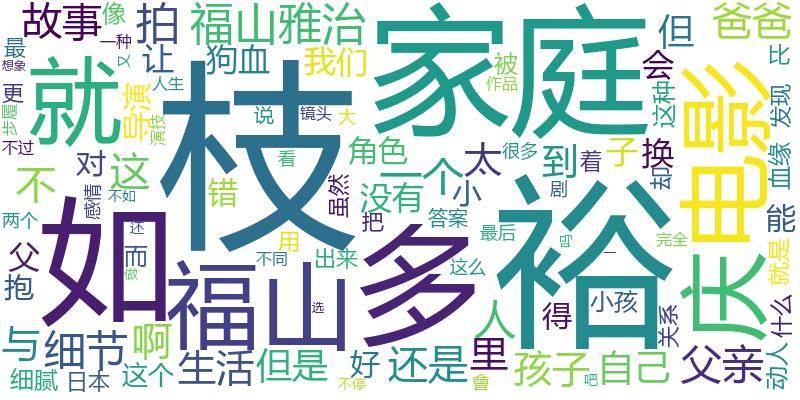 故事
像
拍
福山雅治
家庭
但
爸爸
最
一种
又
让
狗血
我们
会
比
想象
人生
被
作品
电影
更
就
导演
枝
换
这种
发现
步履
演技
说
镜头
大
很多
子
不过
对
看
角色
太
到
着
却
血缘
不
这
错
没有
一个
小
剧
能
两个
感情
不如
虽然
把
答案
裕
庆
父
还
而
如
用
多
最后
完全
就是
抱
做
福山
不同
出来
这么
人
小孩
得
关系
什么
选
与
细节
啊
生活
但是
好
还是
里
孩子
自己
父亲
动人
细腻
日本
这个
不停
會
吧
一